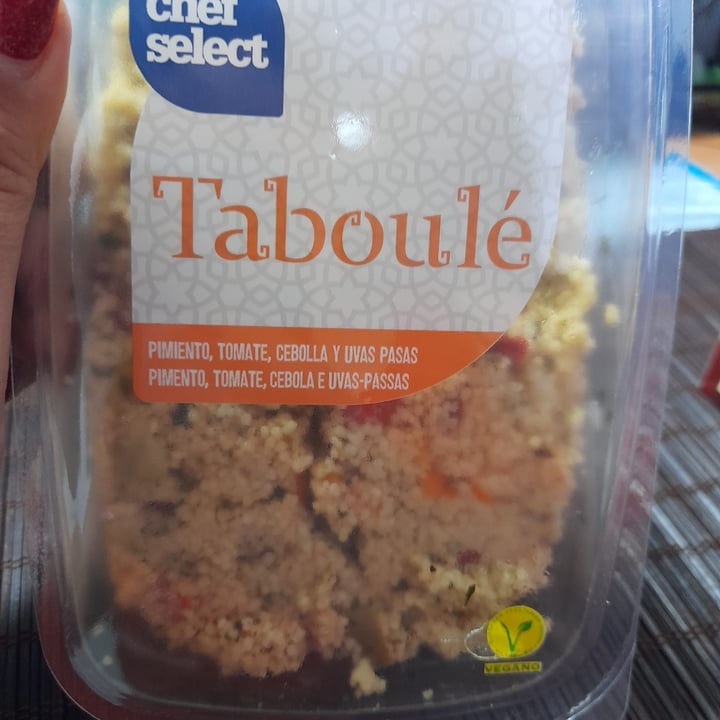 chef
select
Taboulé
PIMIENTO, TOMATE, CEBOLLA Y UVAS PASAS
PIMENTO, TOMATE, CEBOLA E UVAS-PASSAS
VEGANO